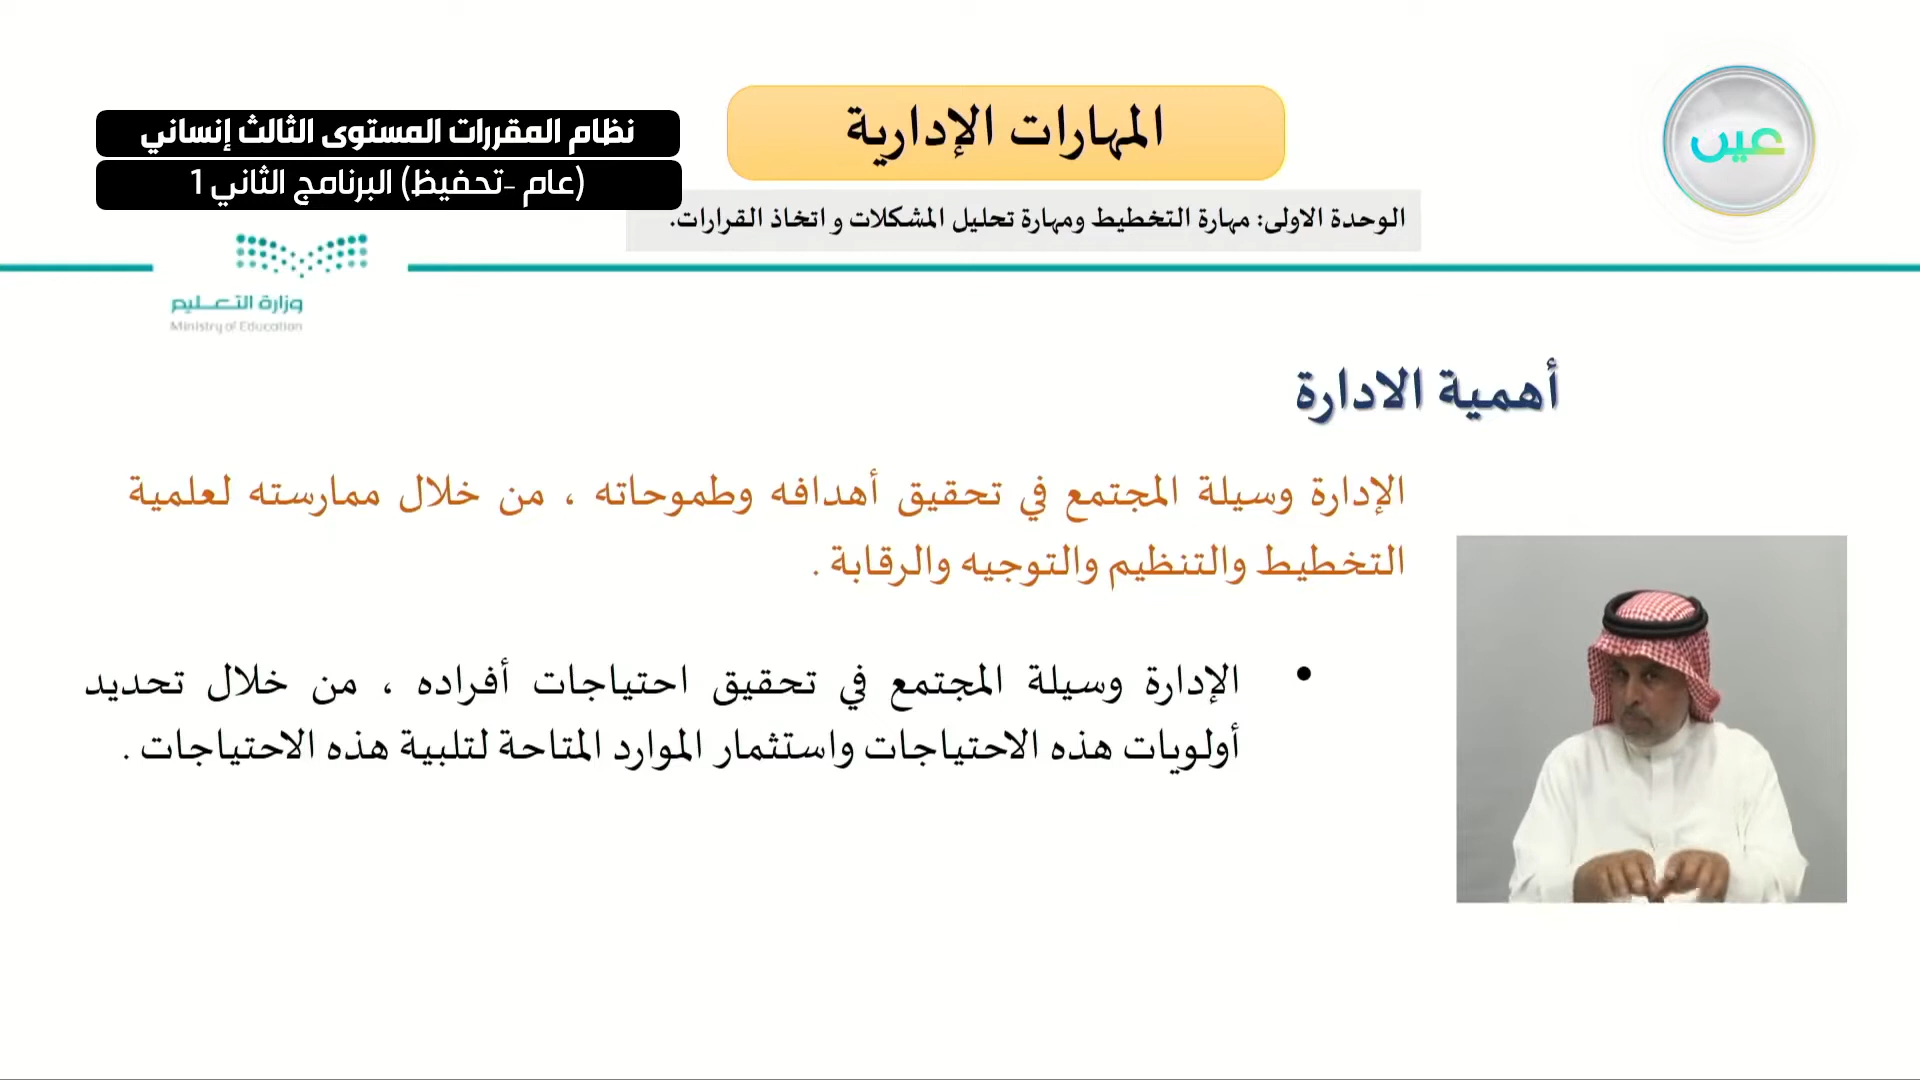 المهارات الإدارية
نظام المقررات المستوى الثالث إنساني
(عام -تحفيظ) البرنامج الثاني 1
الوحدة الاولى: مهارة التخطيط ومهارة تحليل المشكلات و اتخاذ القرارات.
عين
وزارة التعليم
Ministry of Education
أهمية الادارة
الإدارة وسيلة المجتمع في تحقيق أهدافه وطموحاته ، من خلال ممارسته لعلمية
التخطيط والتنظيم والتوجيه والرقابة .
• الإدارة وسيلة المجتمع في تحقيق احتياجات أفراده ، من خلال تحديد
أولويات هذه الاحتياجات واستثمار الموارد المتاحة لتلبية هذه الاحتياجات .